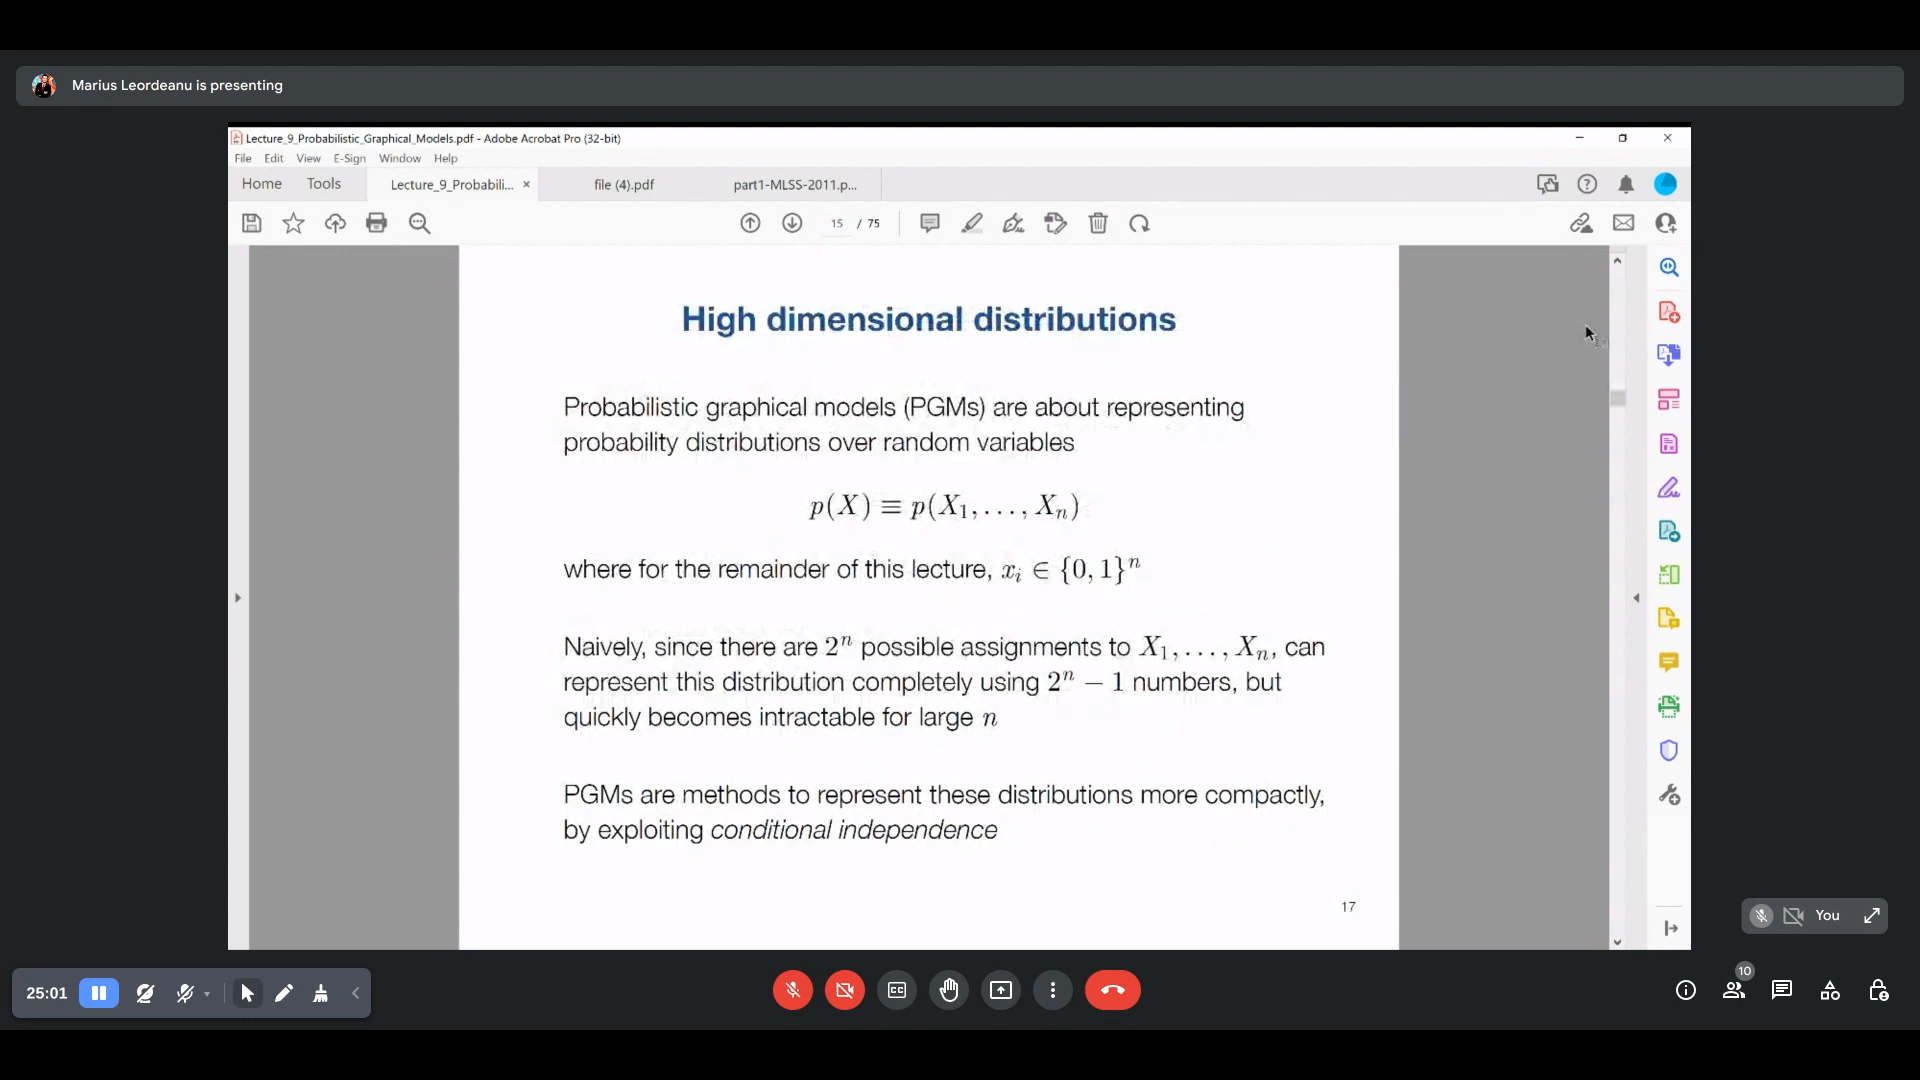 Marius Leordeanu is presenting
Lecture_9_Probabilistic_Graphical_Models.pdf - Adobe Acrobat Pro (32-bit)
File Edit View E-Sign Window Help
Home Tools Lecture_9_Probabili... × file (4).pdf part1-MLSS-2011.p...
15 / 75
High dimensional distributions
Probabilistic graphical models (PGMs) are about representing
probability distributions over random variables
p(X) ≡ p(X₁, . . . , Xₙ)
where for the remainder of this lecture, xᵢ ∈ {0, 1}ⁿ
Naively, since there are 2ⁿ possible assignments to X₁, . . . , Xₙ, can
represent this distribution completely using 2ⁿ − 1 numbers, but
quickly becomes intractable for large n
PGMs are methods to represent these distributions more compactly,
by exploiting conditional independence
17
You
25:01
10